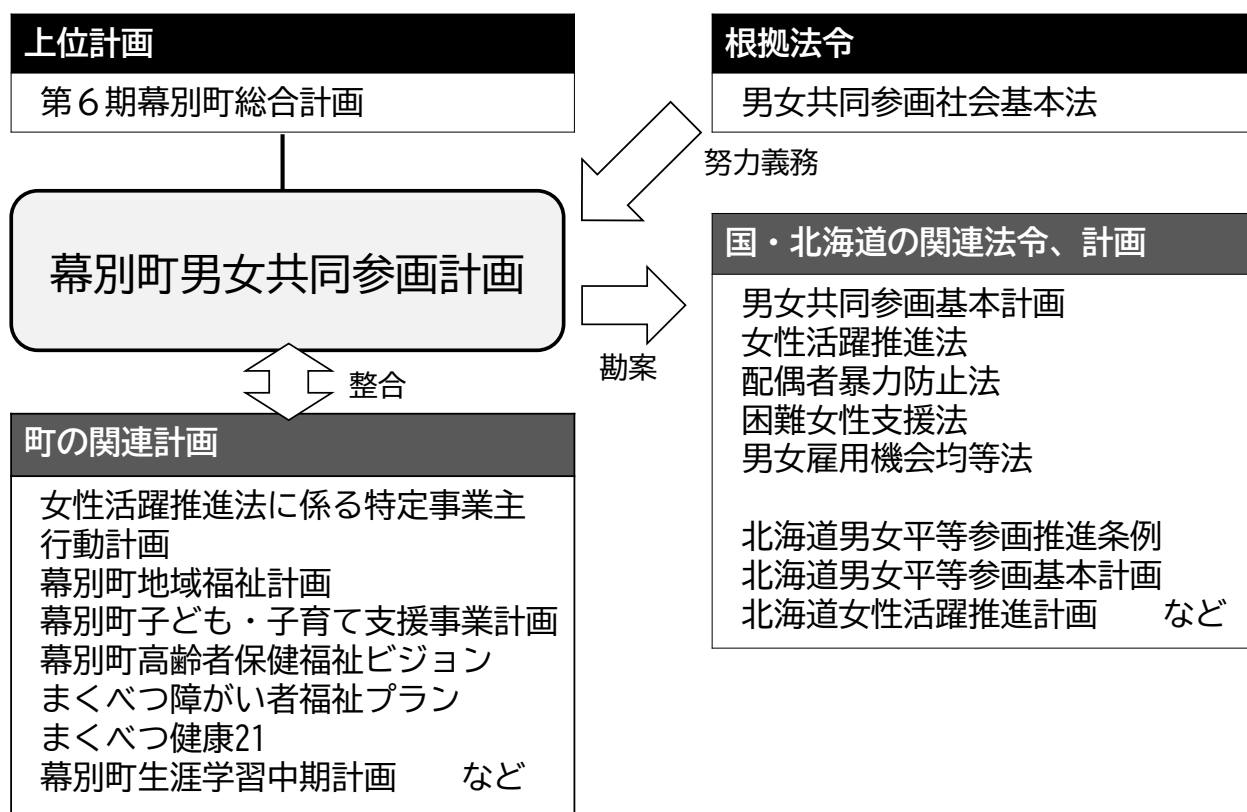 上位計画
第６期幕別町総合計画
根拠法令
男女共同参画社会基本法
努力義務
幕別町男女共同参画計画
勘案
整合
国・北海道の関連法令、計画
男女共同参画基本計画
女性活躍推進法
配偶者暴力防止法
困難女性支援法
男女雇用機会均等法
北海道男女平等参画推進条例
北海道男女平等参画基本計画
北海道女性活躍推進計画　　など
町の関連計画
女性活躍推進法に係る特定事業主
行動計画
幕別町地域福祉計画
幕別町子ども・子育て支援事業計画
幕別町高齢者保健福祉ビジョン
まくべつ障がい者福祉プラン
まくべつ健康21
幕別町生涯学習中期計画　　など